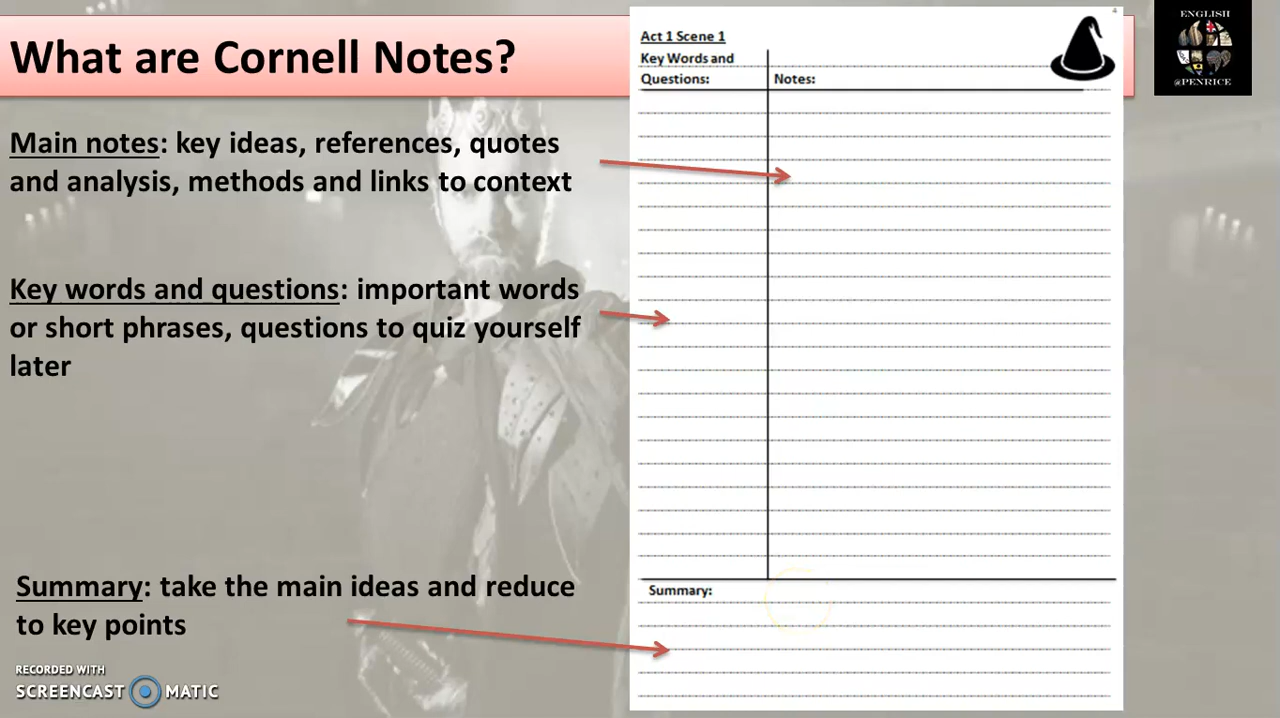 What are Cornell Notes?
Main notes: key ideas, references, quotes
and analysis, methods and links to context
Key words and questions: important words
or short phrases, questions to quiz yourself
later
Summary: take the main ideas and reduce
to key points
RECORDED WITH
SCREENCAST MATIC
4
Act 1 Scene 1
Key Words and
Questions:
Notes:
Summary:
ENGLISH
@PENRICE